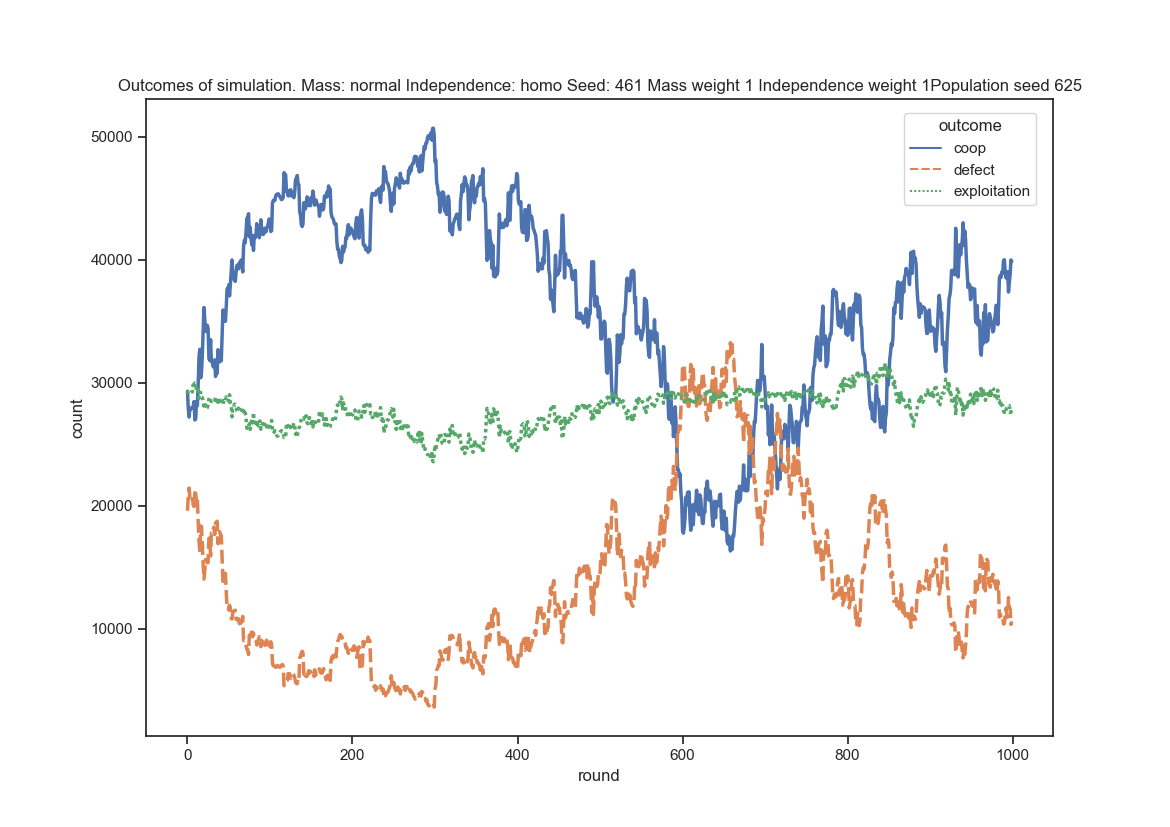 Outcomes of simulation. Mass: normal Independence: homo Seed: 461 Mass weight 1 Independence weight 1Population seed 625
outcome
coop
defect
exploitation
50000
40000
30000
20000
10000
count
0
200
400
600
800
1000
round